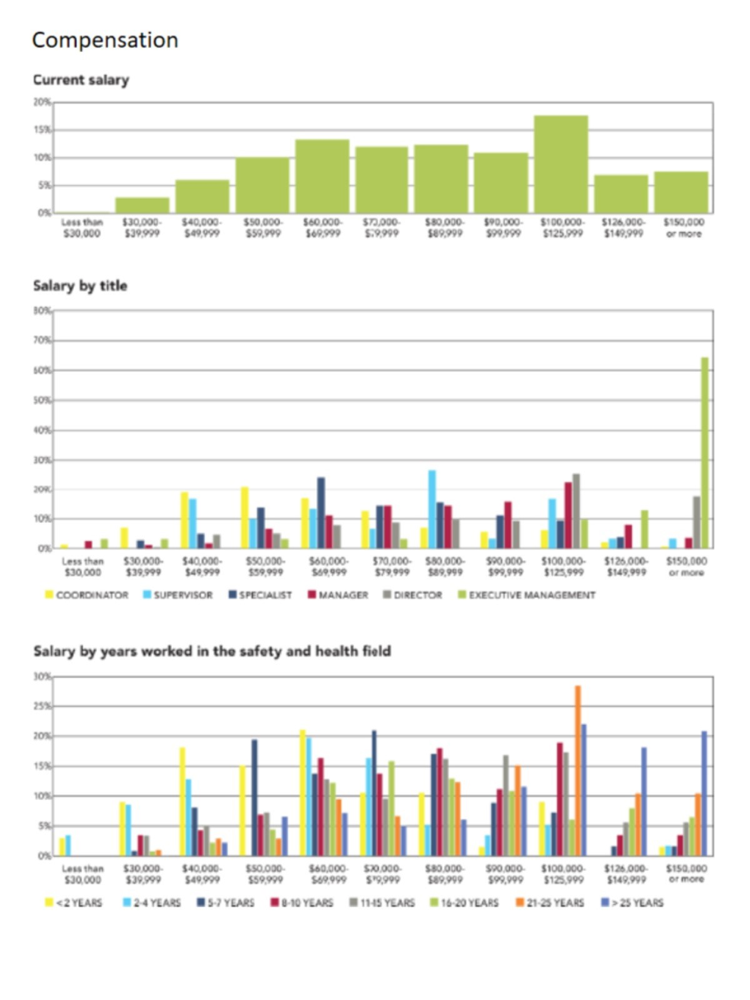 Compensation
Current salary
20%
15%
10%
5%
0%
Less than $30,000-  $40,000-  $50,000-  $60,000-  $70,000-  $80,000-  $90,000-  $100,000-  $126,000-  $150,000
$30,000  $39,999  $49,999  $59,999  $69,999  $79,999  $89,999  $99,999  $125,999  $149,999  or more
Salary by title
80%
70%
60%
50%
40%
30%
20%
10%
0%
Less than $30,000-  $40,000-  $50,000-  $60,000-  $70,000-  $80,000-  $90,000-  $100,000-  $126,000-  $150,000
$30,000  $39,999  $49,999  $59,999  $69,999  $79,999  $89,999  $99,999  $125,999  $149,999  or more
COORDINATOR SUPERVISOR SPECIALIST MANAGER DIRECTOR EXECUTIVE MANAGEMENT
Salary by years worked in the safety and health field
30%
25%
20%
15%
10%
5%
0%
Less than $30,000-  $40,000-  $50,000-  $60,000-  $70,000-  $80,000-  $90,000-  $100,000-  $126,000-  $150,000
$30,000  $39,999  $49,999  $59,999  $69,999  $79,999  $89,999  $99,999  $125,999  $149,999  or more
< 2 YEARS 2-4 YEARS 5-7 YEARS 8-10 YEARS 11-15 YEARS 16-20 YEARS 21-25 YEARS > 25 YEARS